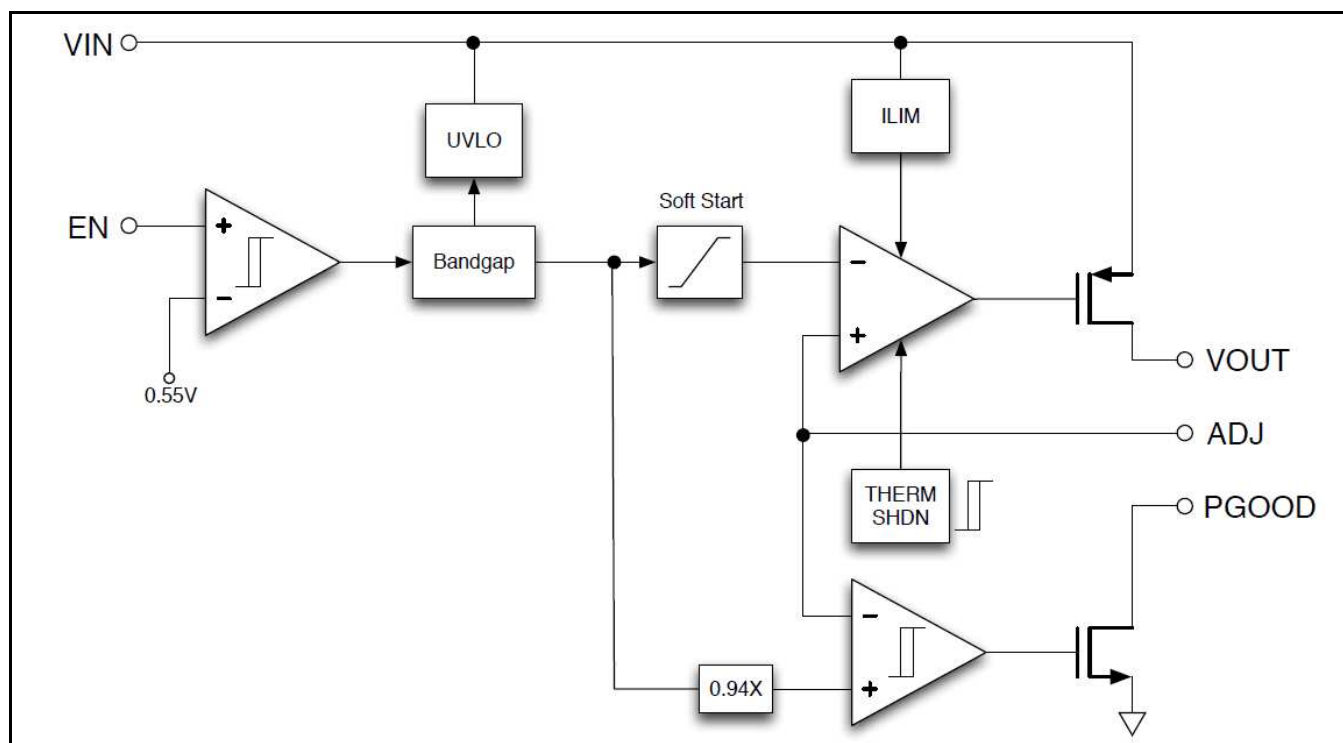 VIN
UVLO
ILIM
EN
+
−
0.55V
Bandgap
Soft Start
−
+
VOUT
ADJ
THERM
SHDN
PGOOD
−
+
0.94X